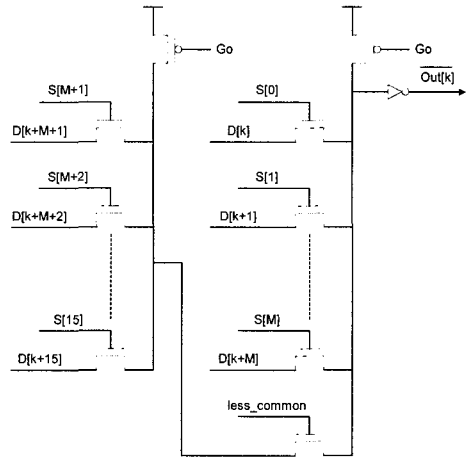 Go
Go
Out[k]
S[M+1]
S[0]
D[k+M+1]
D[k}
S[M+2]
S[1]
D[k+M+2]
D[k+1}
S[15]
S[M}
D[k+15]
D[k+M]
less_common